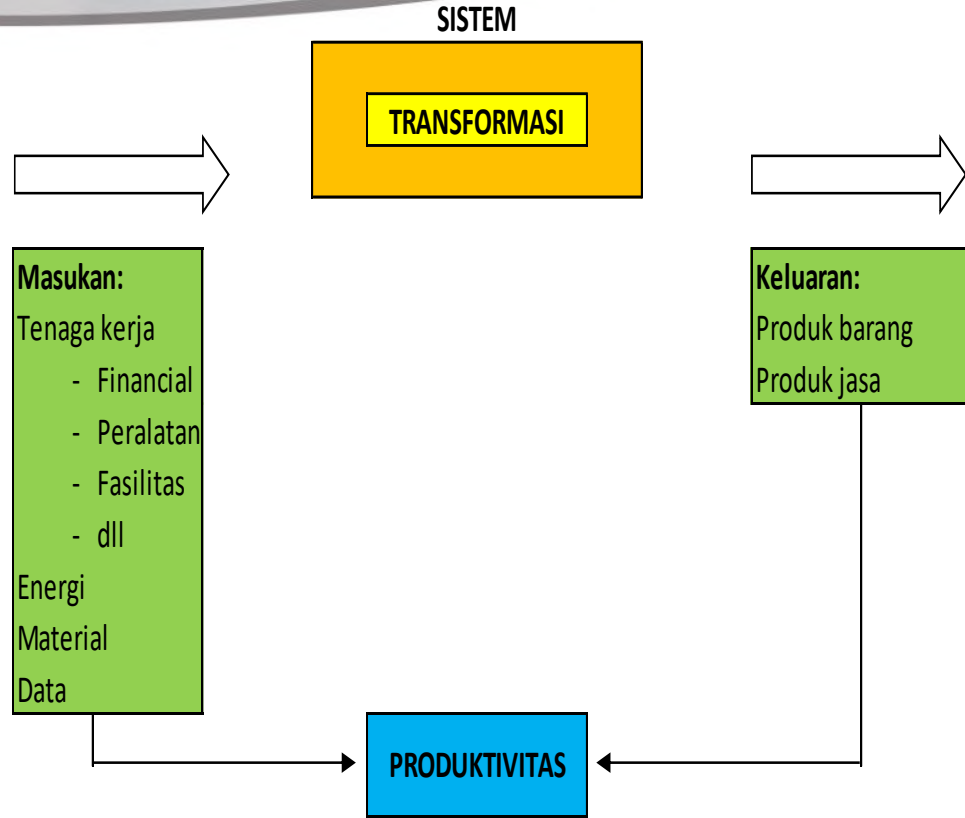 SISTEM
TRANSFORMASI
Masukan:
Tenaga kerja
- Financial
- Peralatan
- Fasilitas
- dll
Energi
Material
Data
Keluaran:
Produk barang
Produk jasa
PRODUKTIVITAS